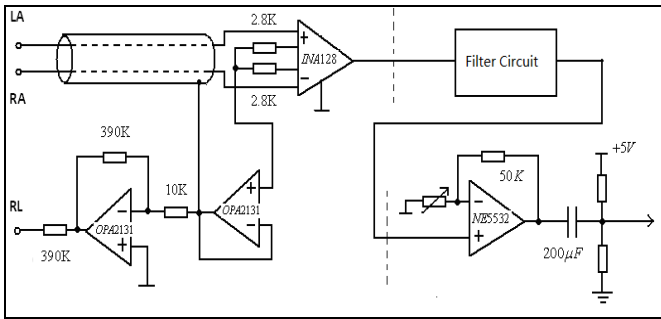 LA
2.8K
+
INA128
−
RA
2.8K
Filter Circuit
390K
+5V
50K
10K
+
RL
−
OPA2131
−
OPA2131
−
NE5532
+
+
390K
200μF